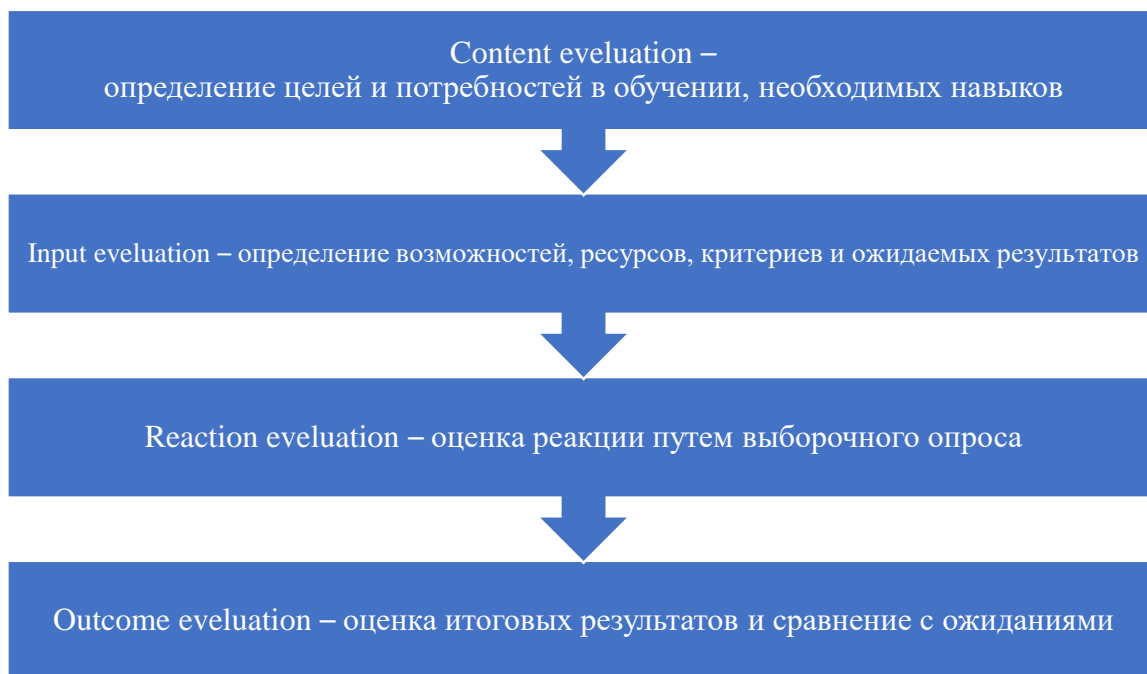 Content eveluation –
определение целей и потребностей в обучении, необходимых навыков
Input eveluation – определение возможностей, ресурсов, критериев и ожидаемых результатов
Reaction eveluation – оценка реакции путем выборочного опроса
Outcome eveluation – оценка итоговых результатов и сравнение с ожиданиями